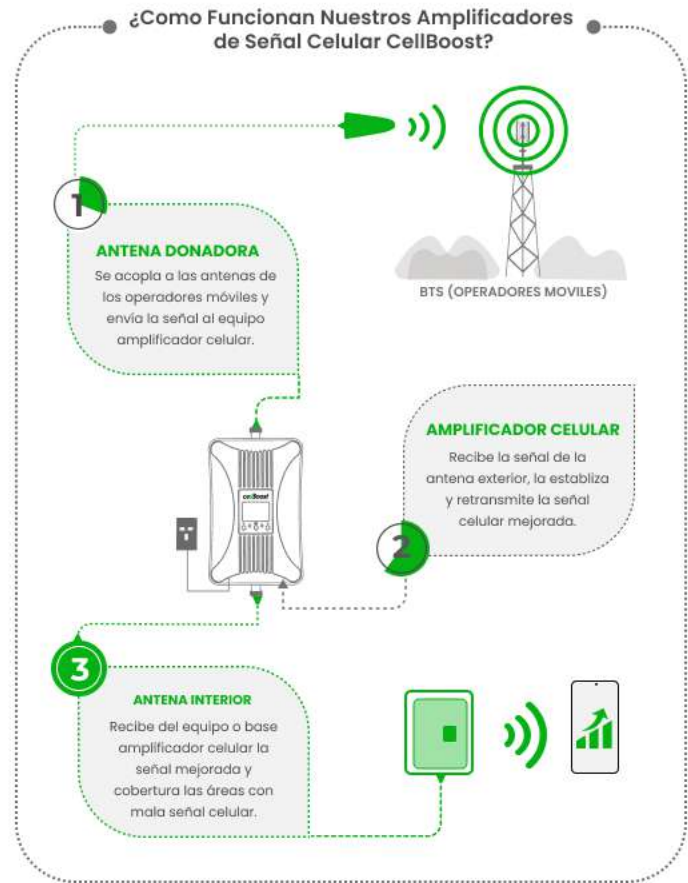 ¿Como Funcionan Nuestros Amplificadores
de Señal Celular CellBoost?
1
ANTENA DONADORA
Se acopla a las antenas de
los operadores móviles y
envía la señal al equipo
amplificador celular.
BTS (OPERADORES MOVILES)
cellBoost
AMPLIFICADOR CELULAR
Recibe la señal de la
antena exterior, la establiza
y retransmite la señal
celular mejorada.
2
3
ANTENA INTERIOR
Recibe del equipo o base
amplificador celular la
señal mejorada y
cobertura las áreas con
mala señal celular.